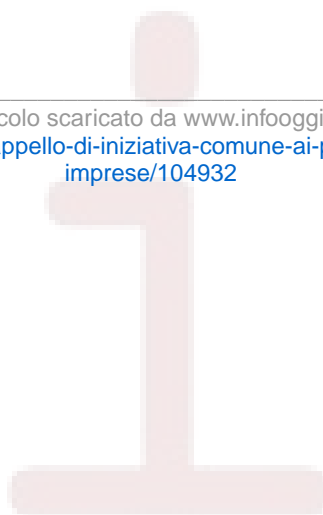 colo scaricato da www.infooggi
ppello-di-iniziativa-comune-ai-p
imprese/104932